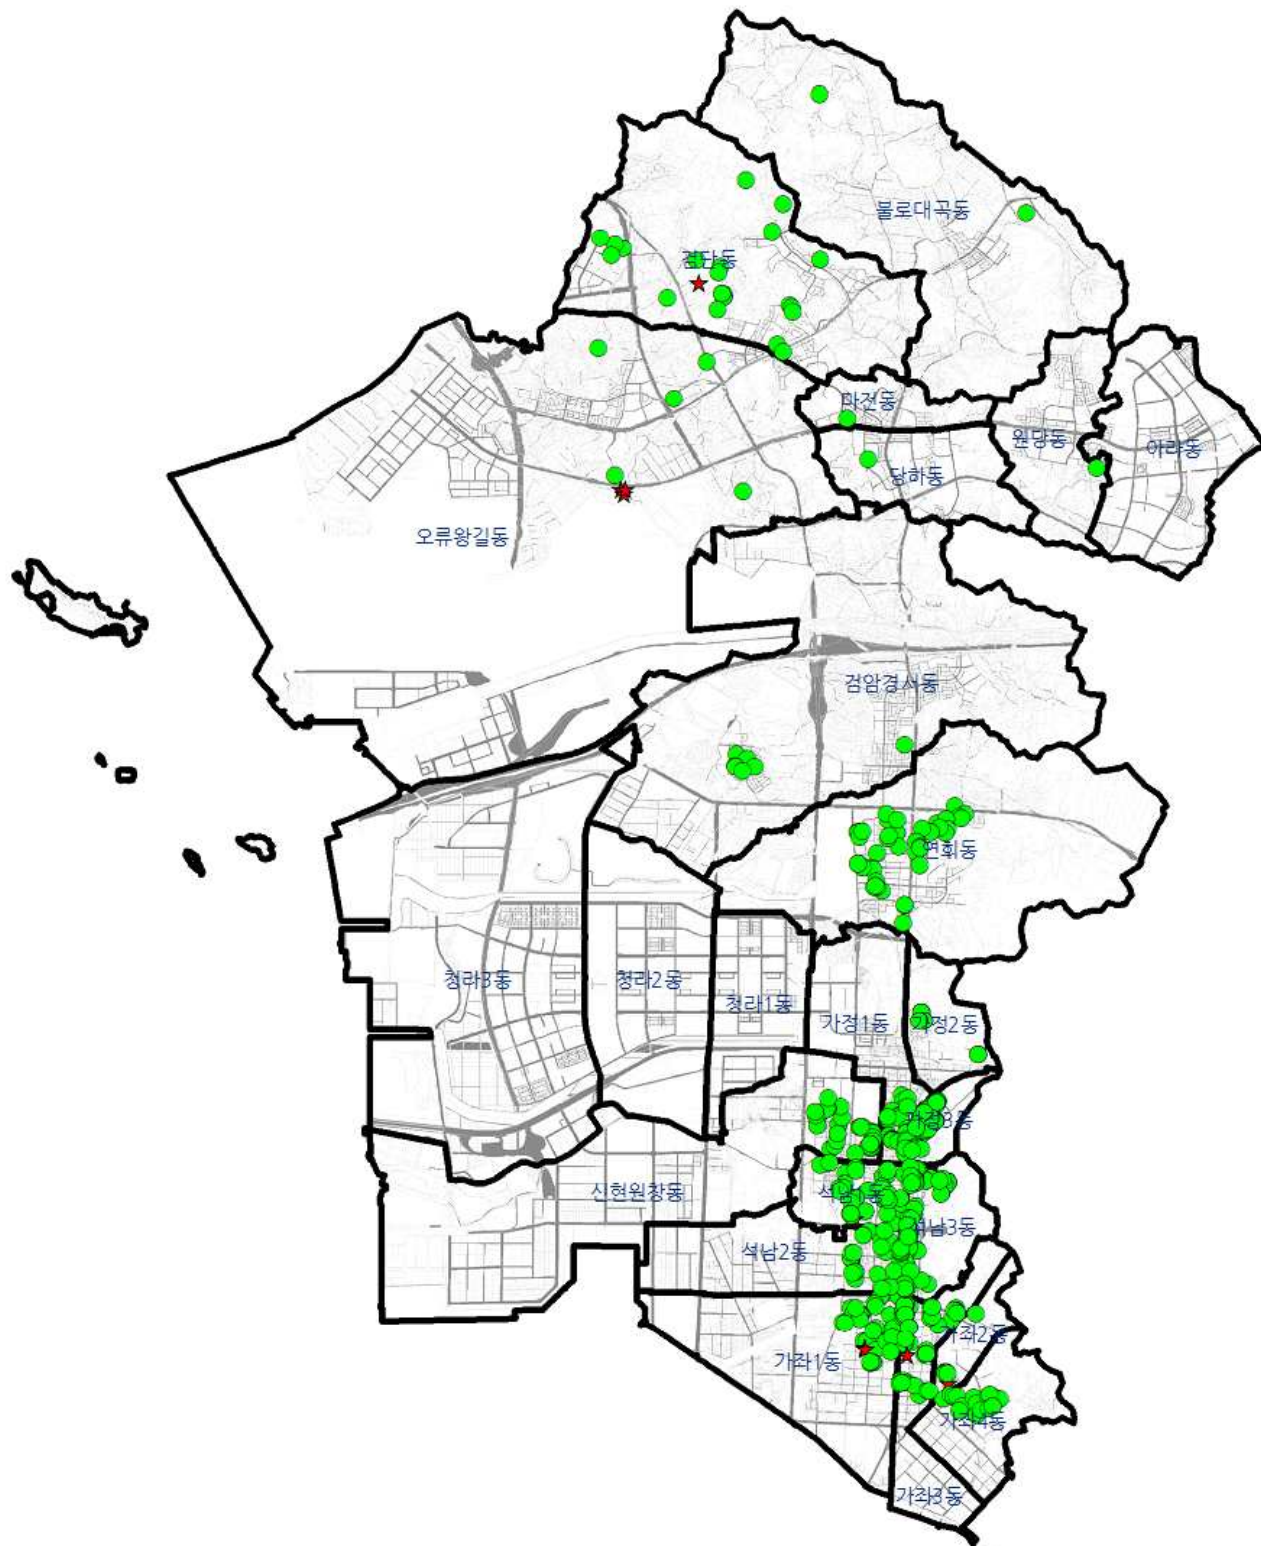 불로대곡동
검단동
마전동
원당동
아라동
당하동
오류왕길동
검암경서동
연희동
청라3동
청라2동
청라1동
가정1동
가정2동
가정3동
신현원창동
석남1동
석남3동
석남2동
가좌2동
가좌1동
가좌4동
가좌3동